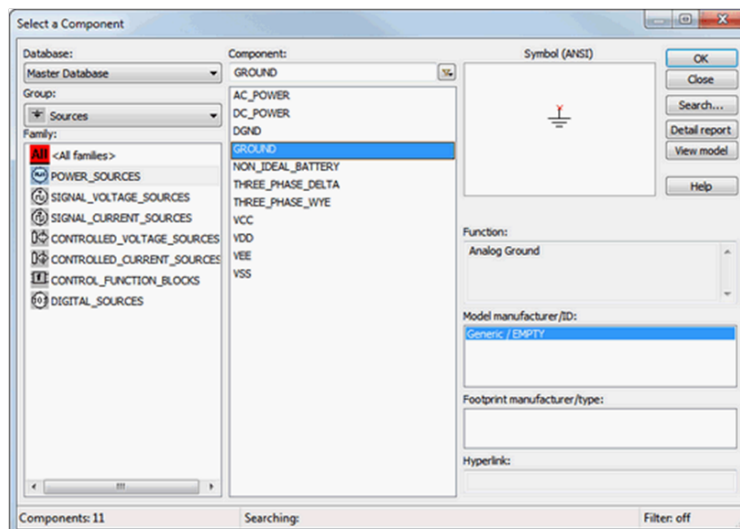 Select a Component
Database:
Master Database
Group:
Sources
Family:
All <All families>
POWER_SOURCES
SIGNAL_VOLTAGE_SOURCES
SIGNAL_CURRENT_SOURCES
CONTROLLED_VOLTAGE_SOURCES
CONTROLLED_CURRENT_SOURCES
CONTROL_FUNCTION_BLOCKS
DIGITAL_SOURCES
Component:
GROUND
AC_POWER
DC_POWER
DGND
GROUND
NON_IDEAL_BATTERY
THREE_PHASE_DELTA
THREE_PHASE_WYE
VCC
VDD
VEE
VSS
Symbol (ANSI)
Function:
Analog Ground
Model manufacturer/ID:
Generic / EMPTY
Footprint manufacturer/type:
Hyperlink:
OK
Close
Search...
Detail report
View model
Help
Components: 11
Searching:
Filter: off